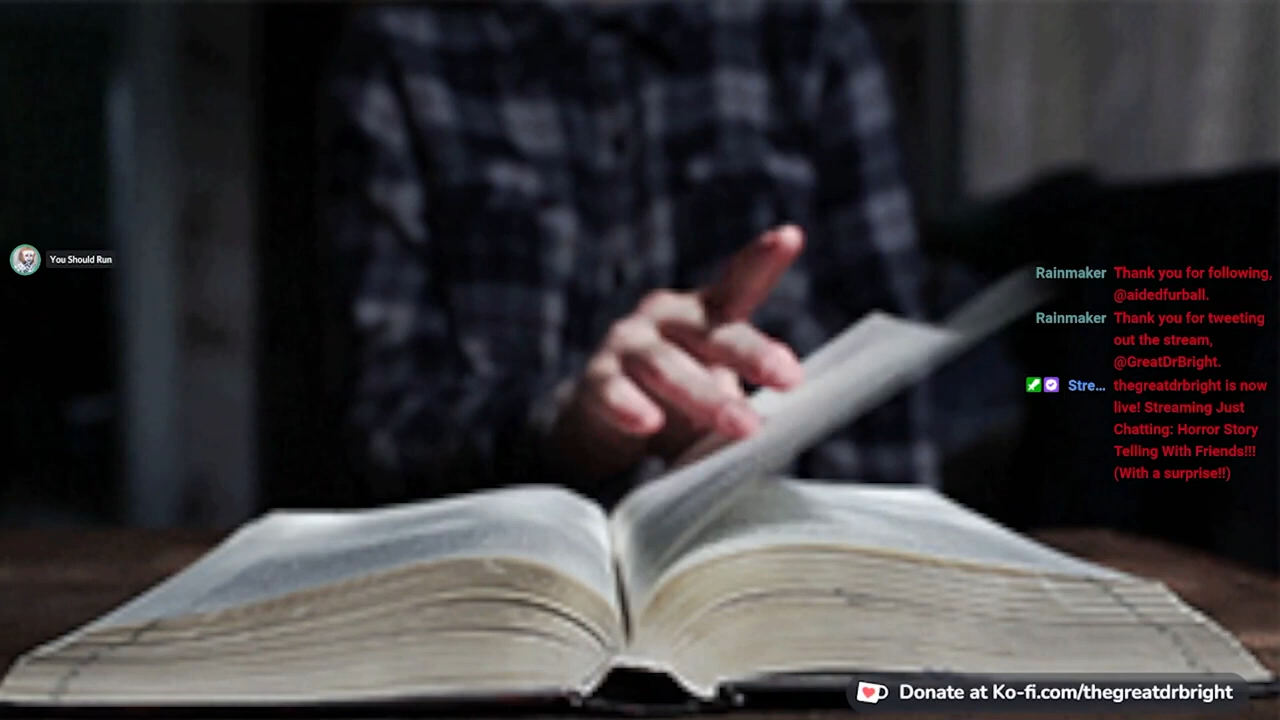 You Should Run
Rainmaker Thank you for following,
@aidedfurball.
Rainmaker Thank you for tweeting
out the stream,
@GreatDrBright.
Stre... thegreatdrbright is now
live! Streaming Just
Chatting: Horror Story
Telling With Friends!!!
(With a surprise!!)
Donate at Ko-fi.com/thegreatdrbright